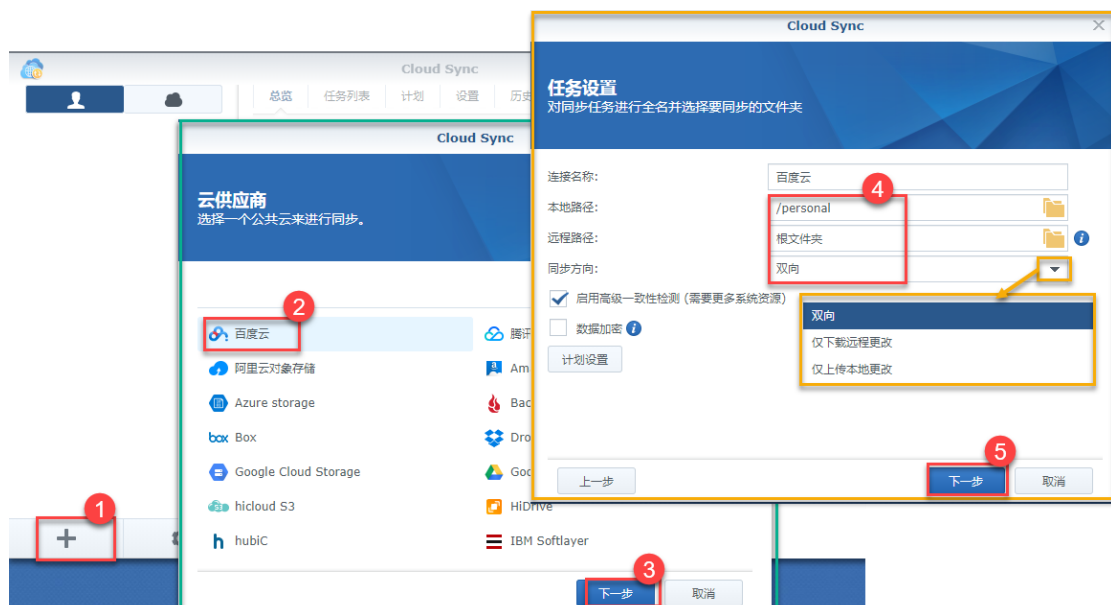 Cloud Sync
总览 任务列表 计划 设置 历史
1
Cloud Sync
云供应商
选择一个公共云来进行同步。
2
百度云
腾讯
阿里云对象存储
Am
Azure storage
Bac
box Box
Dro
Google Cloud Storage
Goo
hicloud S3
HiDrive
h hubiC
IBM Softlayer
3
下一步 取消
Cloud Sync
任务设置
对同步任务进行全名并选择要同步的文件夹
连接名称: 百度云
4
本地路径: /personal
远程路径: 根文件夹
同步方向: 双向
启用高级一致性检测 (需要更多系统资源)
数据加密
计划设置
双向
仅下载远程更改
仅上传本地更改
5
上一步 下一步 取消